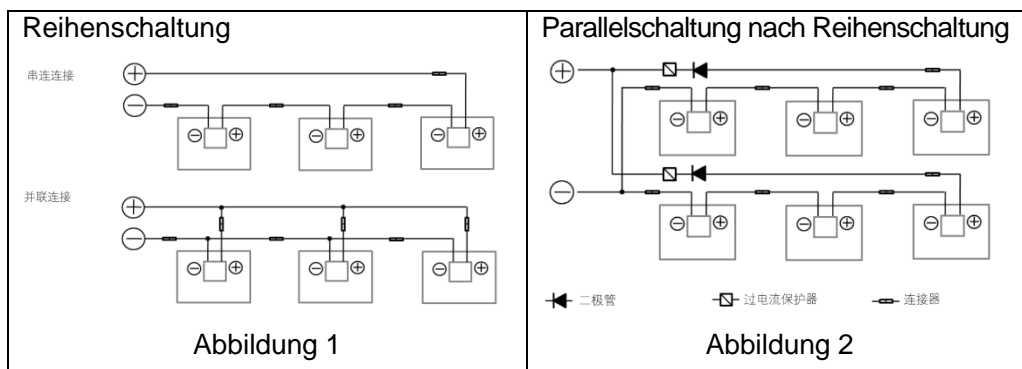 Reihenschaltung
串连连接
并联连接
Abbildung 1
Parallelschaltung nach Reihenschaltung
二极管
过电流保护器
连接器
Abbildung 2